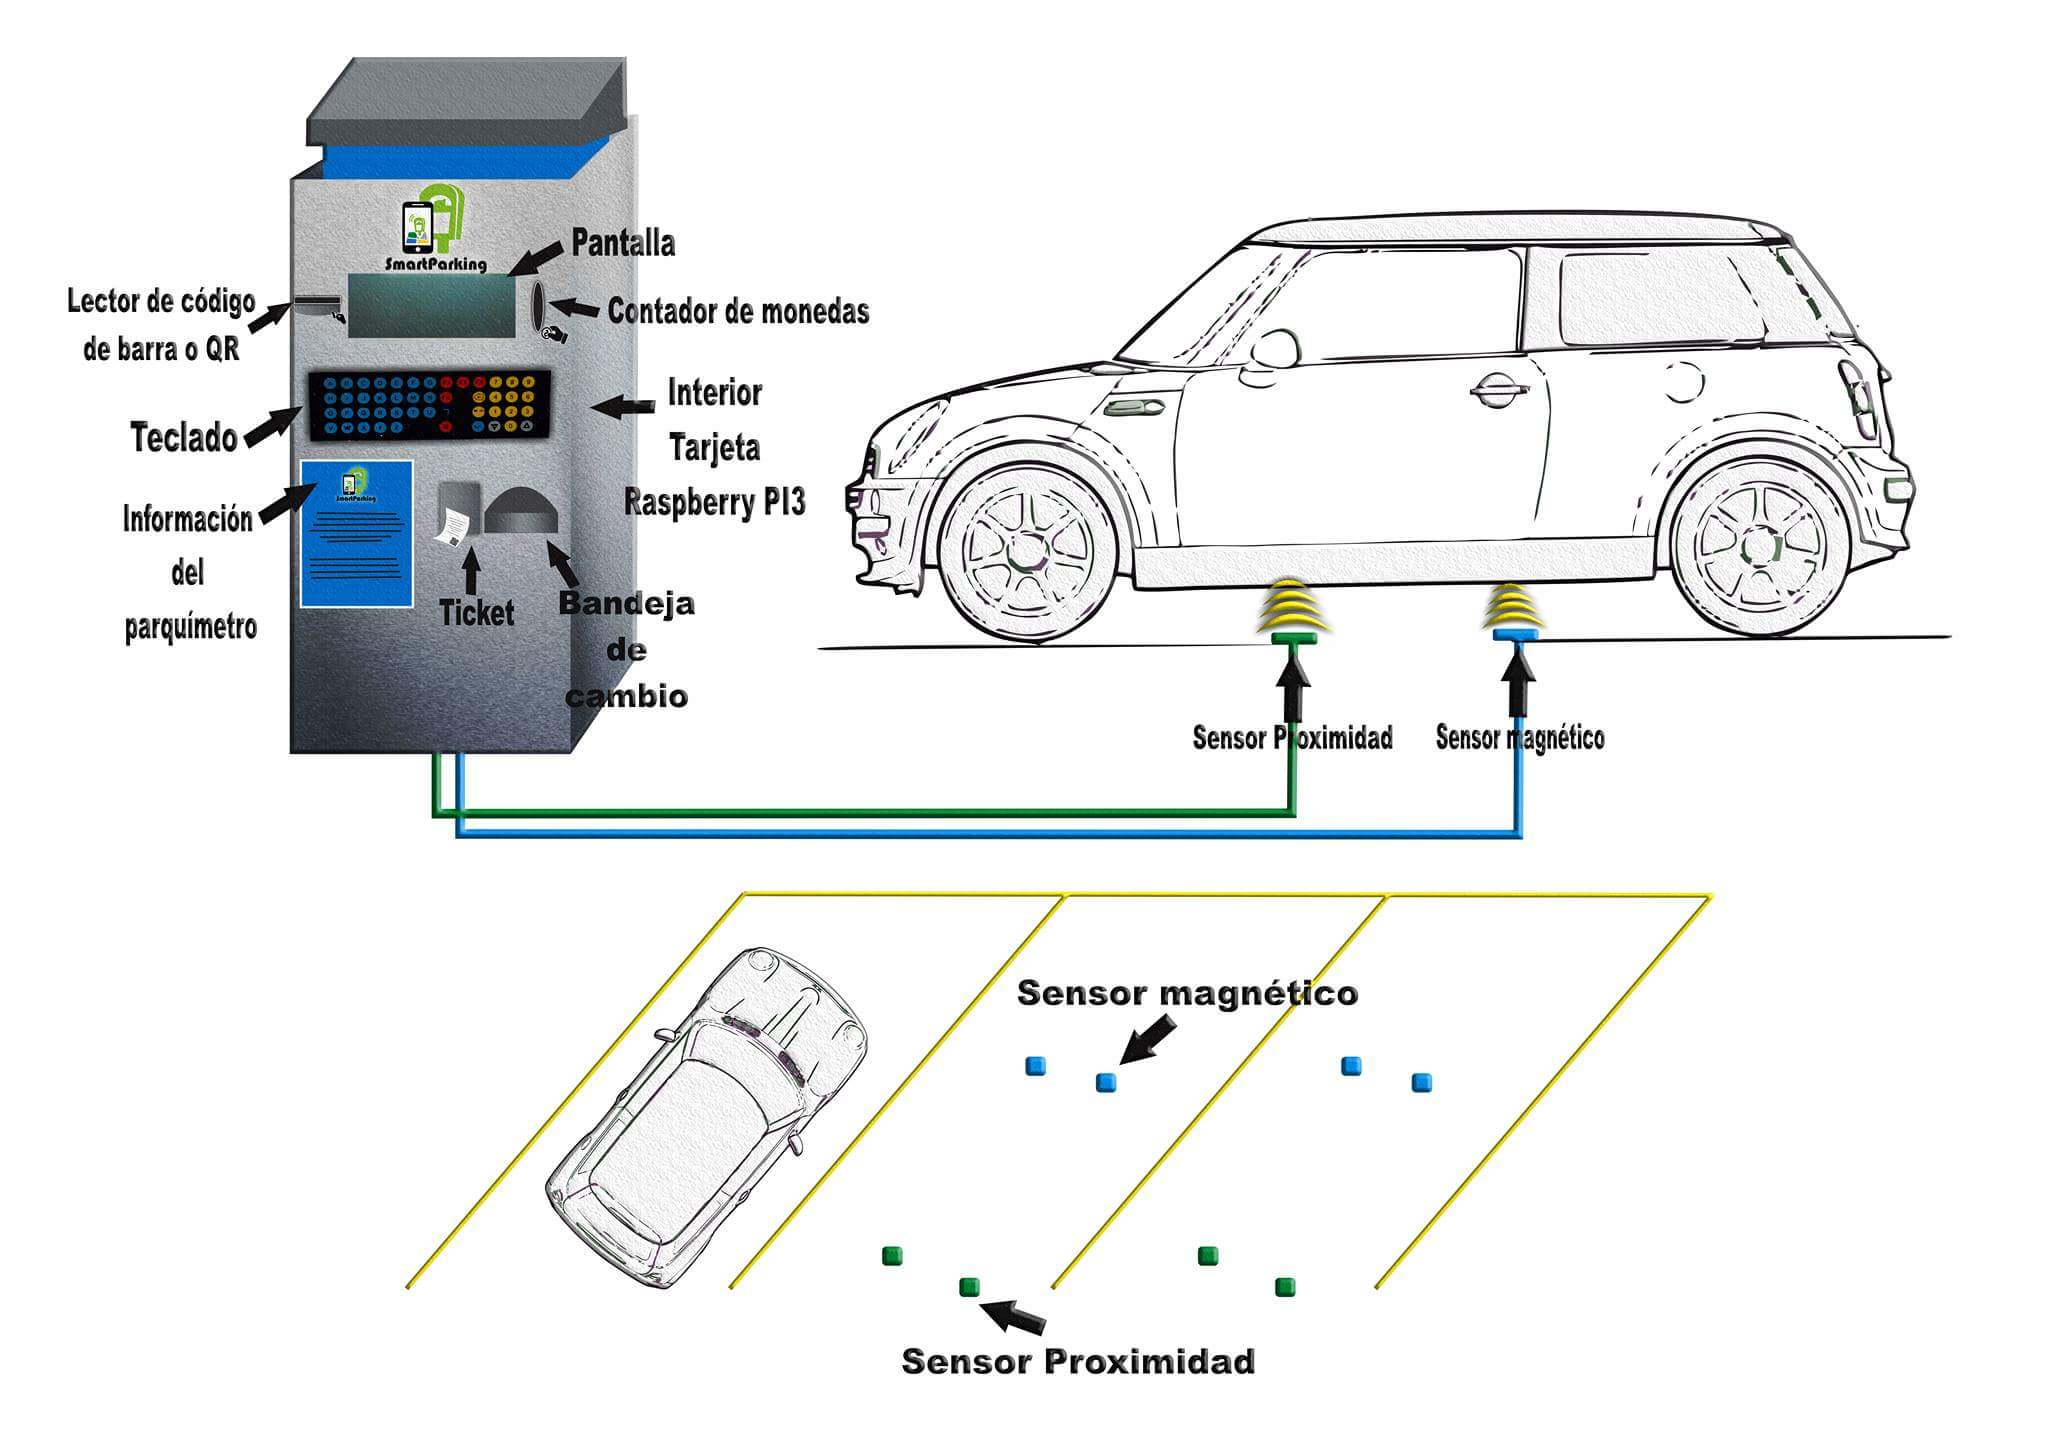 SmartParking
Pantalla
Lector de código
de barra o QR
Contador de monedas
Teclado
Interior
Tarjeta
Raspberry PI3
SmartParking
Información
del
parquímetro
Ticket
Bandeja
de
cambio
Sensor Proximidad
Sensor magnético
Sensor magnético
Sensor Proximidad